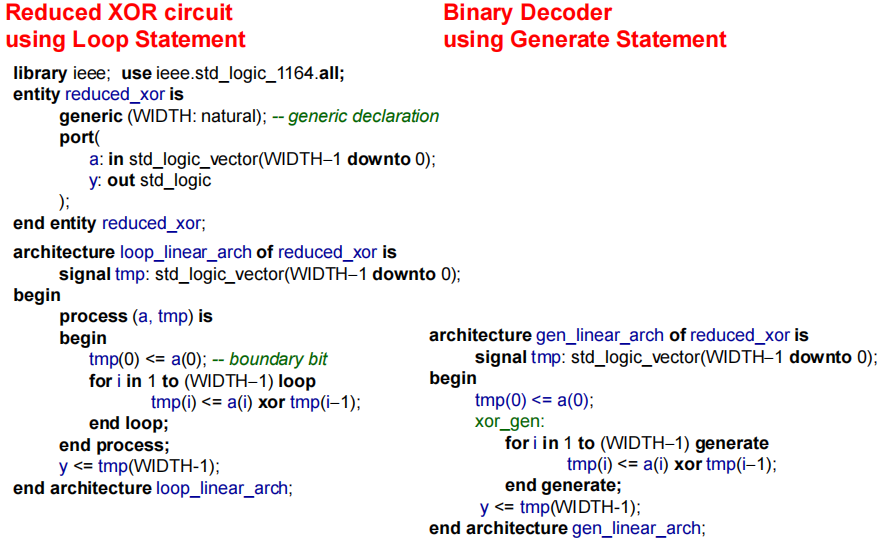 Reduced XOR circuit
using Loop Statement
library ieee;  use ieee.std_logic_1164.all;
entity reduced_xor is
generic (WIDTH: natural); -- generic declaration
port(
a: in std_logic_vector(WIDTH−1 downto 0);
y: out std_logic
);
end entity reduced_xor;
architecture loop_linear_arch of reduced_xor is
signal tmp: std_logic_vector(WIDTH−1 downto 0);
begin
process (a, tmp) is
begin
tmp(0) <= a(0); -- boundary bit
for i in 1 to (WIDTH−1) loop
tmp(i) <= a(i) xor tmp(i−1);
end loop;
end process;
y <= tmp(WIDTH-1);
end architecture loop_linear_arch;
Binary Decoder
using Generate Statement
architecture gen_linear_arch of reduced_xor is
signal tmp: std_logic_vector(WIDTH−1 downto 0);
begin
tmp(0) <= a(0);
xor_gen:
for i in 1 to (WIDTH−1) generate
tmp(i) <= a(i) xor tmp(i−1);
end generate;
y <= tmp(WIDTH-1);
end architecture gen_linear_arch;